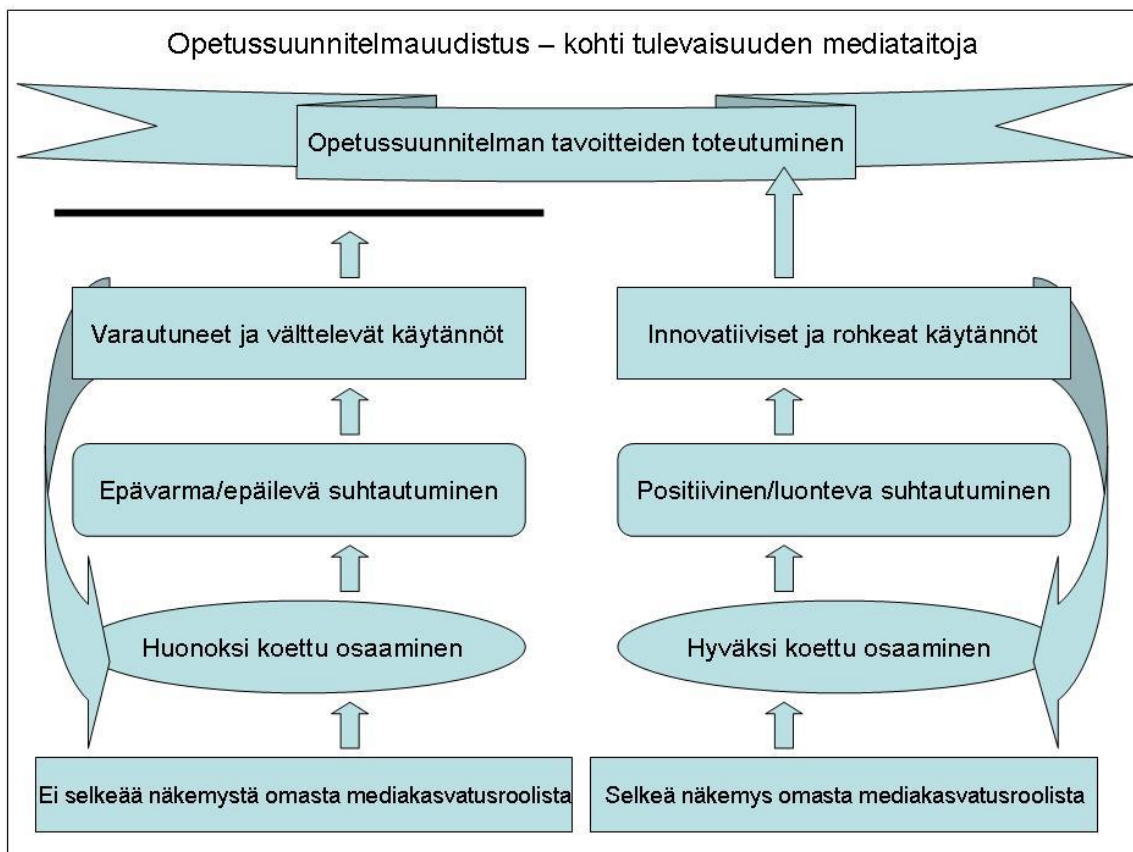 Opetussuunnitelmauudistus – kohti tulevaisuuden mediataitoja
Opetussuunnitelman tavoitteiden toteutuminen
Varautuneet ja välttelevät käytännöt
Innovatiiviset ja rohkeat käytännöt
Epävarma/epäilevä suhtautuminen
Positiivinen/luonteva suhtautuminen
Huonoksi koettu osaaminen
Hyväksi koettu osaaminen
Ei selkeää näkemystä omasta mediakasvatusroolista
Selkeä näkemys omasta mediakasvatusroolista